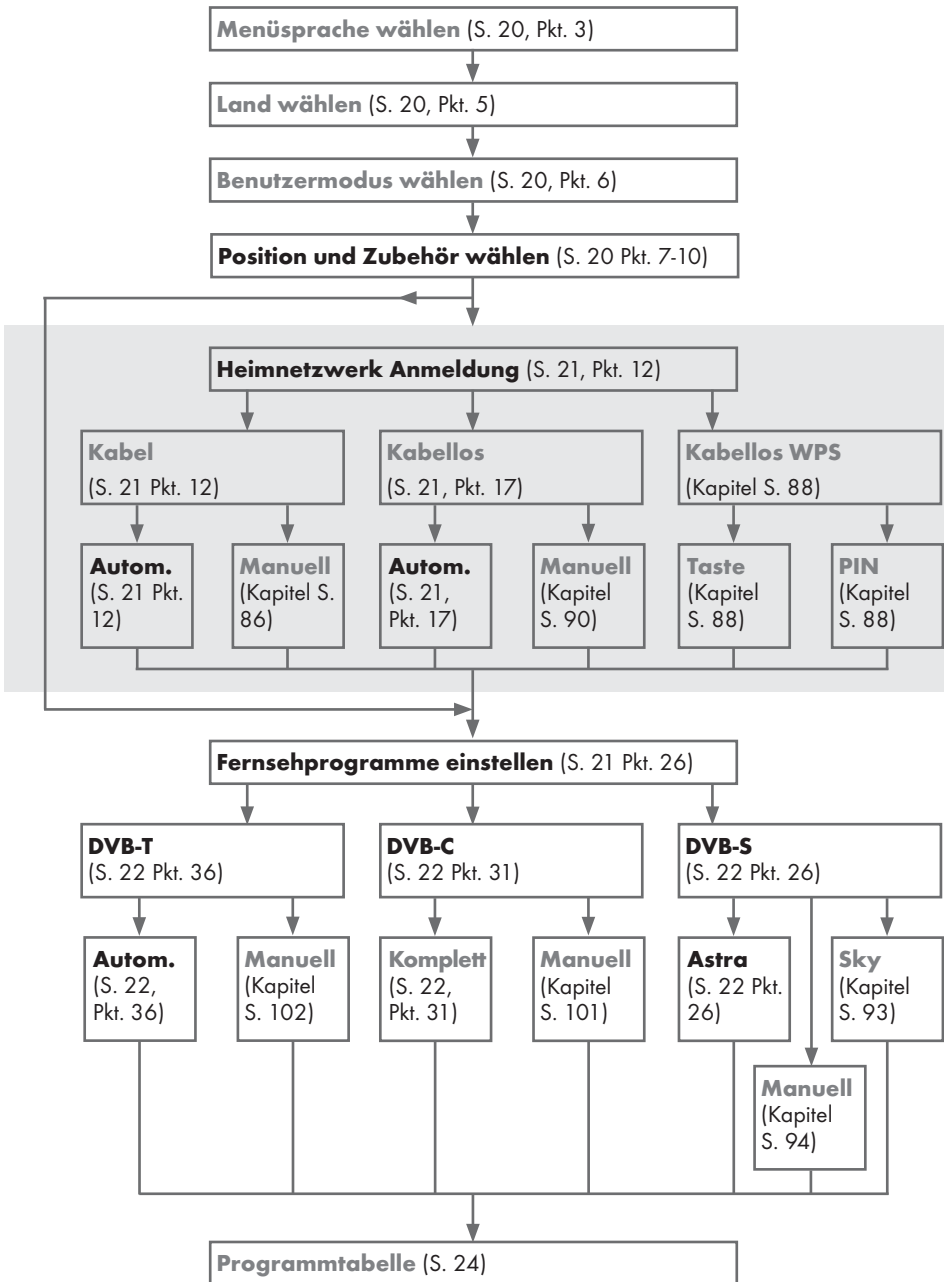 Menüsprache wählen (S. 20, Pkt. 3)
Land wählen (S. 20, Pkt. 5)
Benutzermodus wählen (S. 20, Pkt. 6)
Position und Zubehör wählen (S. 20 Pkt. 7-10)
Heimnetzwerk Anmeldung (S. 21, Pkt. 12)
Kabel
(S. 21 Pkt. 12)
Kabellos
(S. 21, Pkt. 17)
Kabellos WPS
(Kapitel S. 88)
Autom.
(S. 21 Pkt.
12)
Manuell
(Kapitel S.
86)
Autom.
(S. 21,
Pkt. 17)
Manuell
(Kapitel
S. 90)
Taste
(Kapitel
S. 88)
PIN
(Kapitel
S. 88)
Fernsehprogramme einstellen (S. 21 Pkt. 26)
DVB-T
(S. 22 Pkt. 36)
DVB-C
(S. 22 Pkt. 31)
DVB-S
(S. 22 Pkt. 26)
Autom.
(S. 22,
Pkt. 36)
Manuell
(Kapitel
S. 102)
Komplett
(S. 22,
Pkt. 31)
Manuell
(Kapitel
S. 101)
Astra
(S. 22 Pkt.
26)
Sky
(Kapitel
S. 93)
Manuell
(Kapitel
S. 94)
Programmtabelle (S. 24)